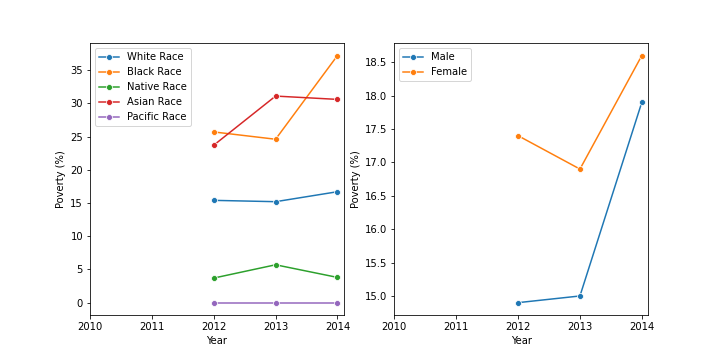 White Race
Black Race
Native Race
Asian Race
Pacific Race
35
30
25
20
15
10
5
0
Poverty (%)
2010 2011 2012 2013 2014
Year
Male
Female
18.5
18.0
17.5
17.0
16.5
16.0
15.5
15.0
Poverty (%)
2010 2011 2012 2013 2014
Year